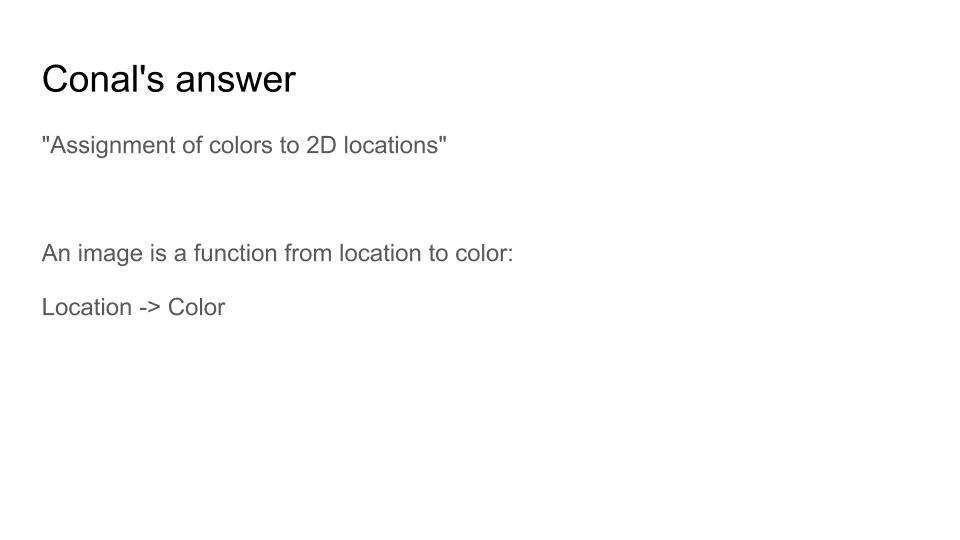 Conal's answer
"Assignment of colors to 2D locations"
An image is a function from location to color:
Location -> Color